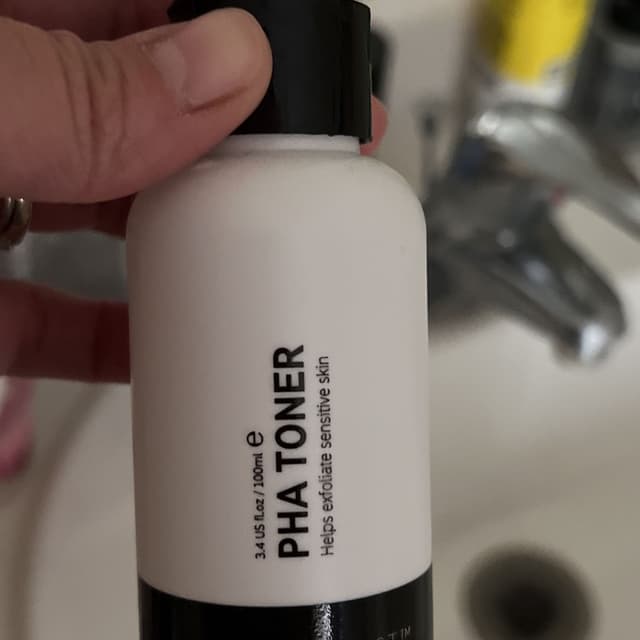 3.4 US fl.oz / 100ml e
PHA TONER
Helps exfoliate sensitive skin